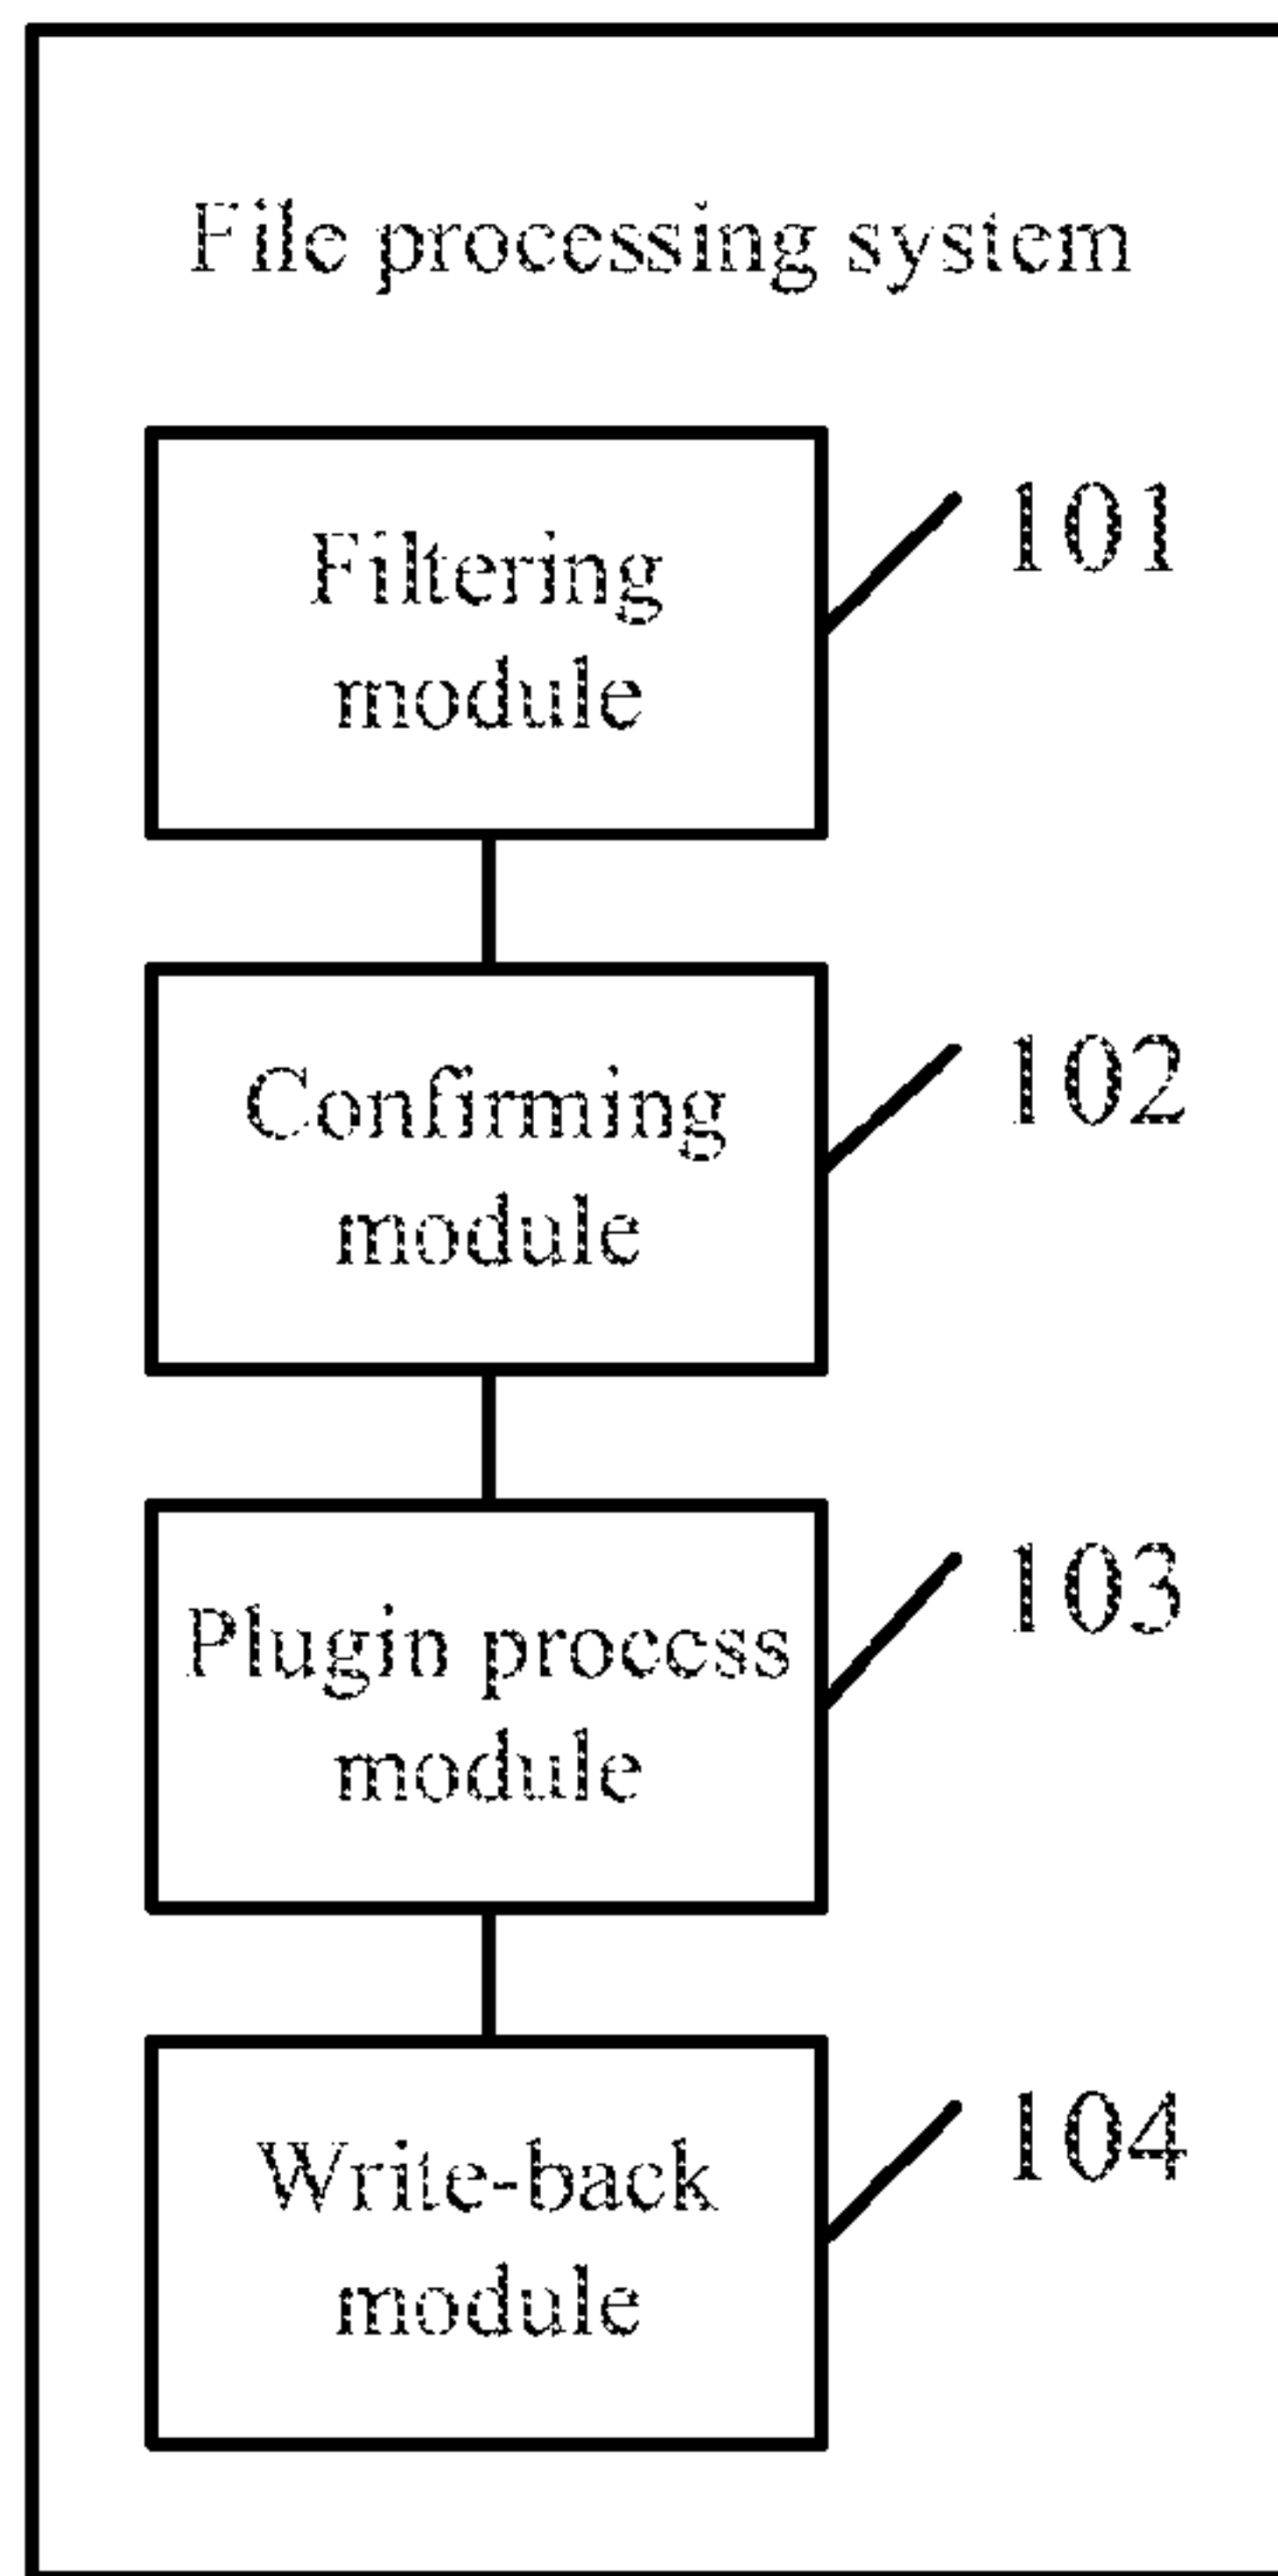 File processing system
Filtering
module
101
Confirming
module
102
Plugin process
module
103
Write-back
module
104